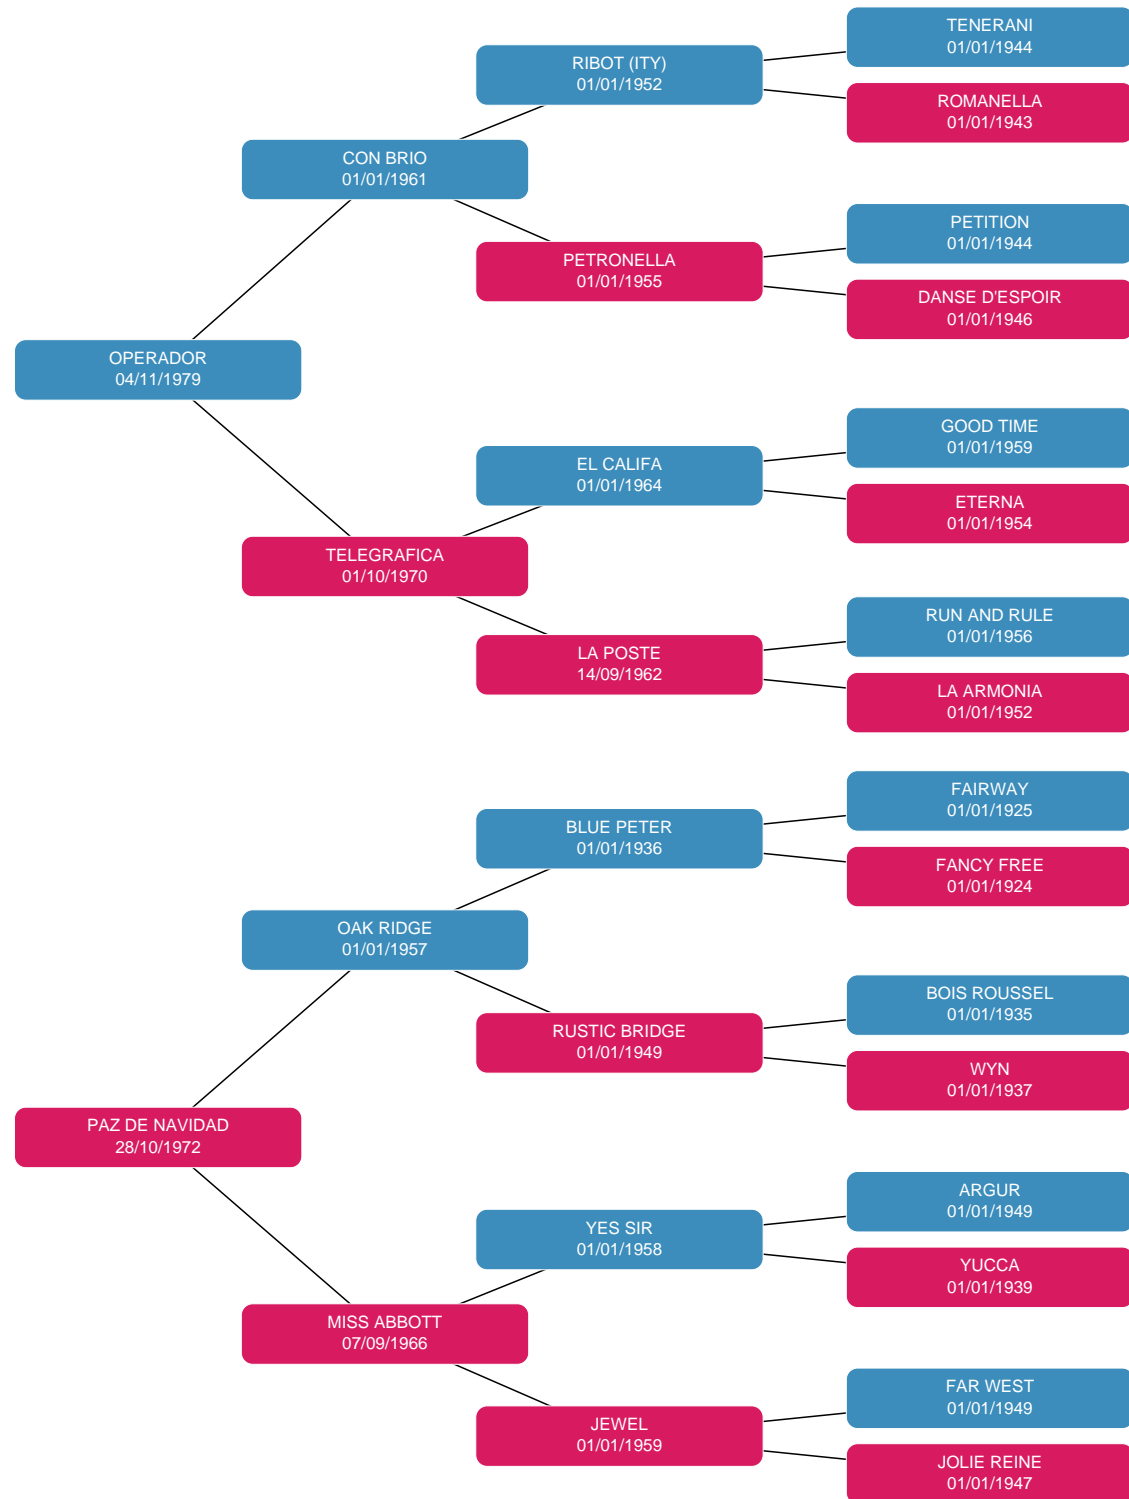 TENERANI
01/01/1944
RIBOT (ITY)
01/01/1952
ROMANELLA
01/01/1943
CON BRIO
01/01/1961
PETITION
01/01/1944
PETRONELLA
01/01/1955
DANSE D'ESPOIR
01/01/1946
OPERADOR
04/11/1979
GOOD TIME
01/01/1959
EL CALIFA
01/01/1964
ETERNA
01/01/1954
TELEGRAFICA
01/10/1970
RUN AND RULE
01/01/1956
LA POSTE
14/09/1962
LA ARMONIA
01/01/1952
FAIRWAY
01/01/1925
BLUE PETER
01/01/1936
FANCY FREE
01/01/1924
OAK RIDGE
01/01/1957
BOIS ROUSSEL
01/01/1935
RUSTIC BRIDGE
01/01/1949
WYN
01/01/1937
PAZ DE NAVIDAD
28/10/1972
ARGUR
01/01/1949
YES SIR
01/01/1958
YUCCA
01/01/1939
MISS ABBOTT
07/09/1966
FAR WEST
01/01/1949
JEWEL
01/01/1959
JOLIE REINE
01/01/1947